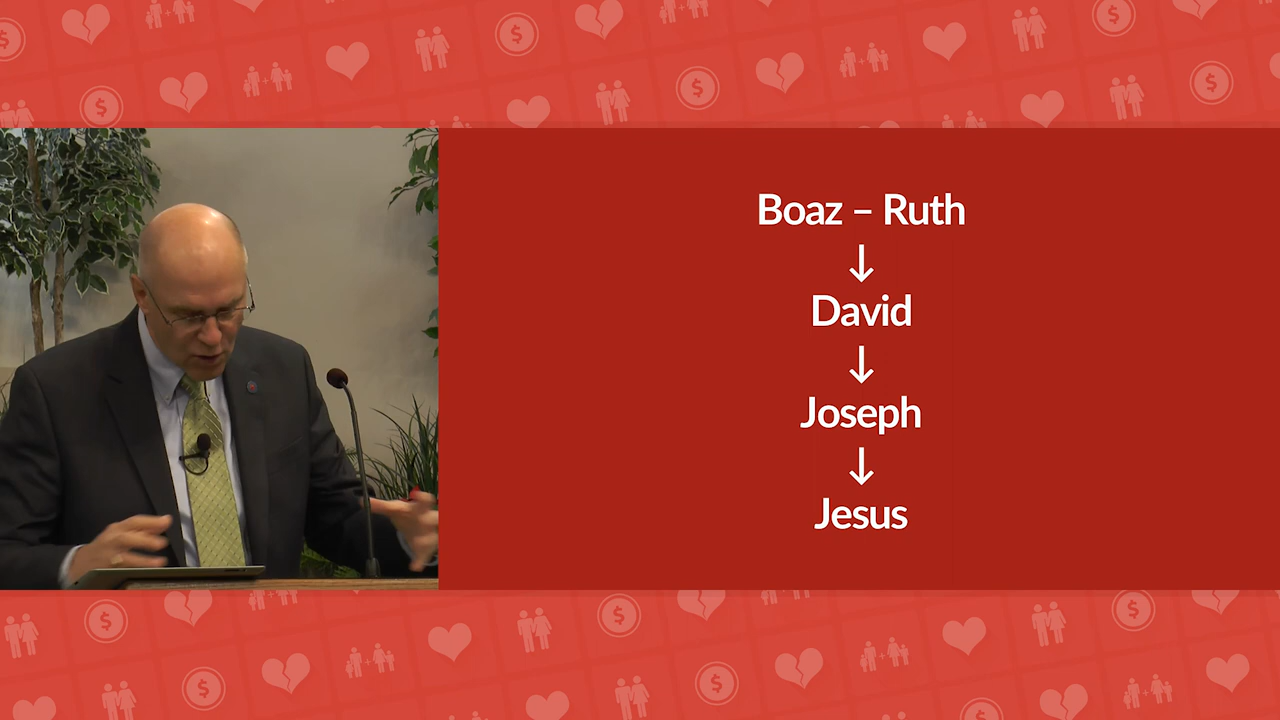 Boaz – Ruth
↓
David
↓
Joseph
↓
Jesus